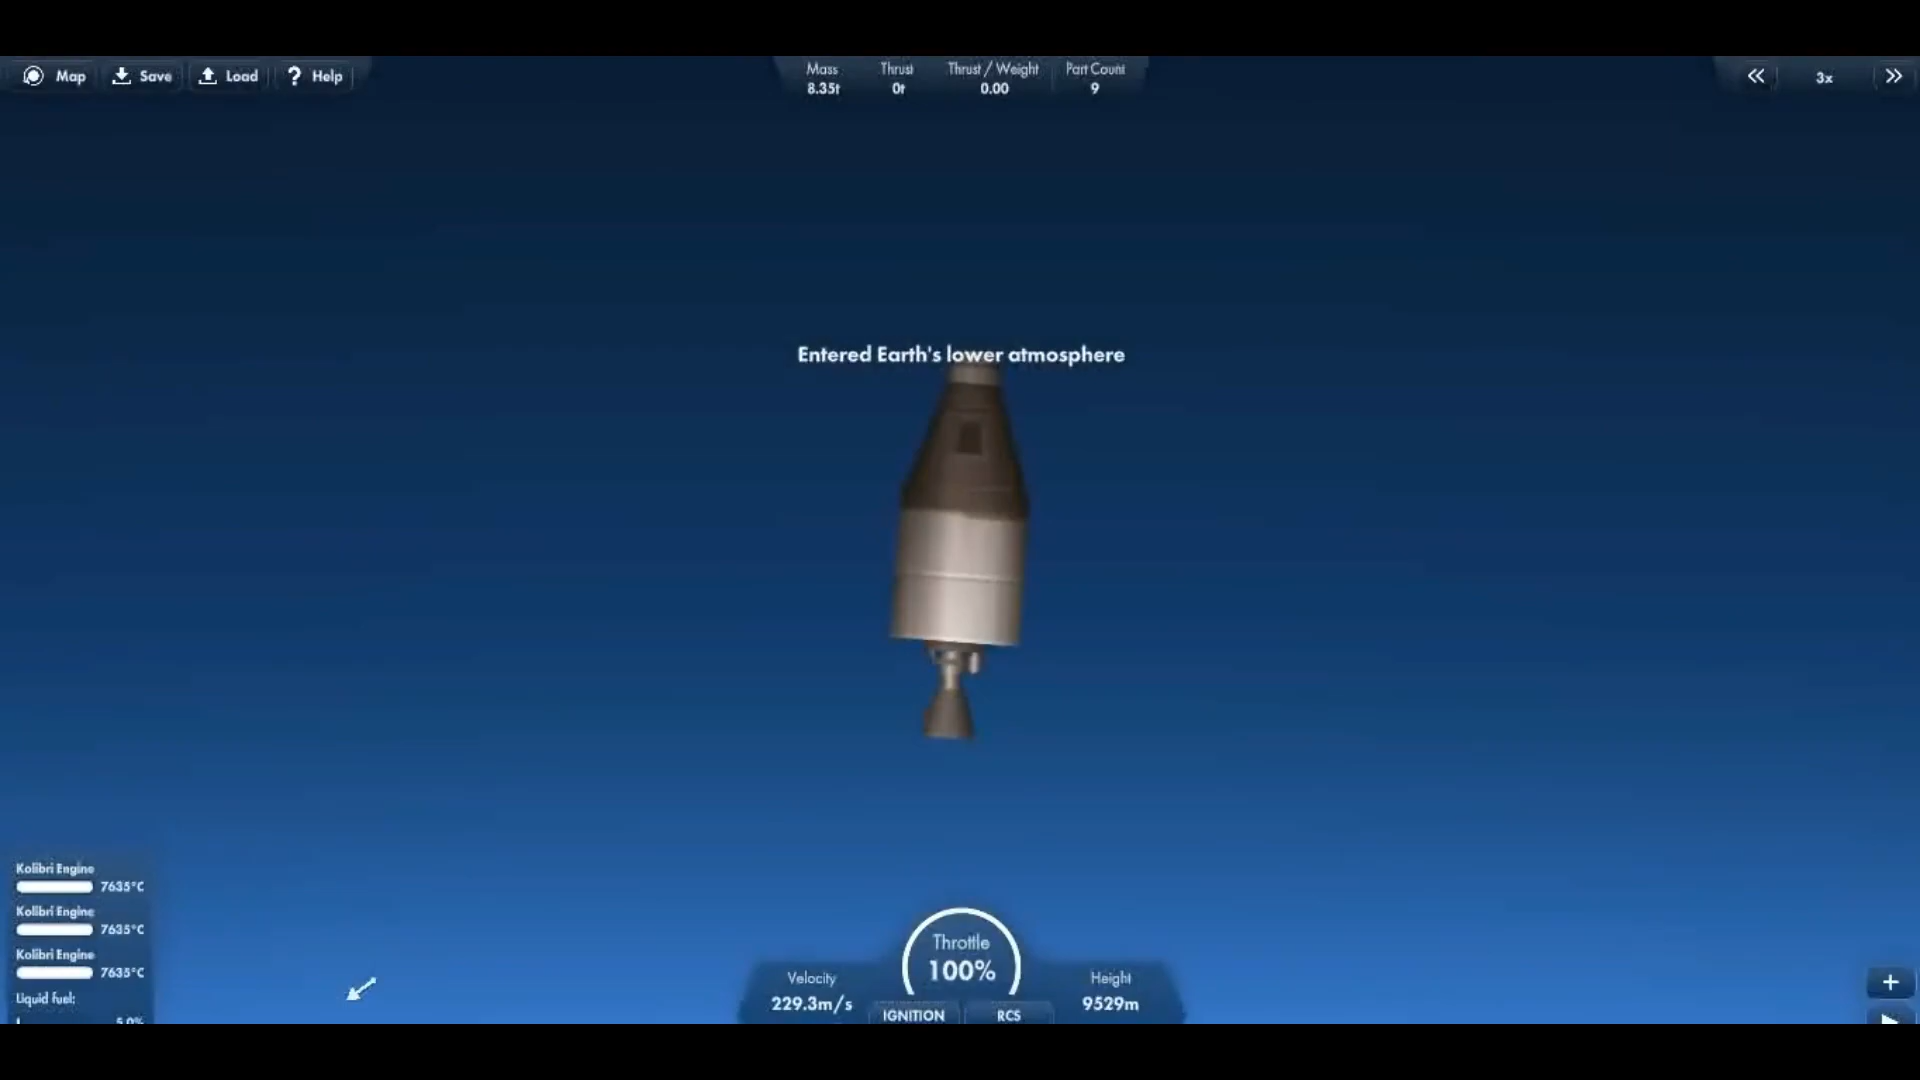 Map Save Load ? Help
Mass Thrust Thrust / Weight Part Count
8.35t 0t 0.00 9
3x
Entered Earth's lower atmosphere
Kolibri Engine
7635°C
Kolibri Engine
7635°C
Kolibri Engine
7635°C
Liquid fuel:
5.0%
Throttle
100%
Velocity
229.3m/s
Height
9529m
IGNITION RCS